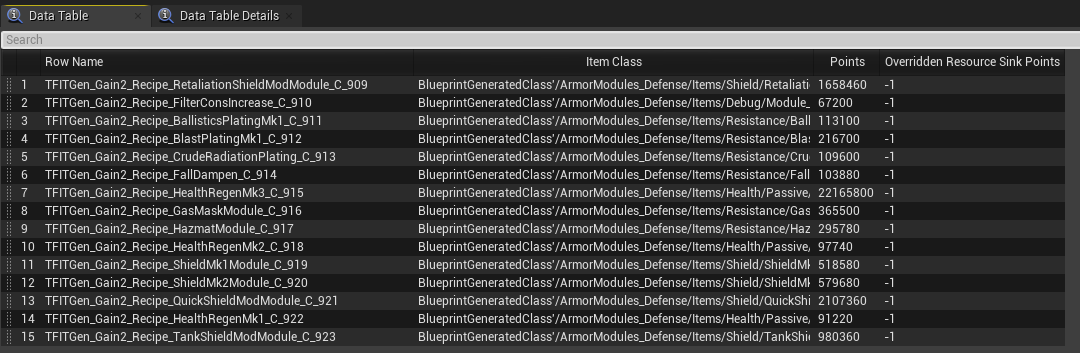 Data Table
Data Table Details
Search
Row Name Item Class Points Overridden Resource Sink Points
1 TFITGen_Gain2_Recipe_RetaliationShieldModModule_C_909 BlueprintGeneratedClass'/ArmorModules_Defense/Items/Shield/Retaliati 1658460 -1
2 TFITGen_Gain2_Recipe_FilterConsIncrease_C_910 BlueprintGeneratedClass'/ArmorModules_Defense/Items/Debug/Module_ 67200 -1
3 TFITGen_Gain2_Recipe_BallisticsPlatingMk1_C_911 BlueprintGeneratedClass'/ArmorModules_Defense/Items/Resistance/Ball 113100 -1
4 TFITGen_Gain2_Recipe_BlastPlatingMk1_C_912 BlueprintGeneratedClass'/ArmorModules_Defense/Items/Resistance/Blas 216700 -1
5 TFITGen_Gain2_Recipe_CrudeRadiationPlating_C_913 BlueprintGeneratedClass'/ArmorModules_Defense/Items/Resistance/Cru 109600 -1
6 TFITGen_Gain2_Recipe_FallDampen_C_914 BlueprintGeneratedClass'/ArmorModules_Defense/Items/Resistance/Fall 103880 -1
7 TFITGen_Gain2_Recipe_HealthRegenMk3_C_915 BlueprintGeneratedClass'/ArmorModules_Defense/Items/Health/Passive/ 22165800 -1
8 TFITGen_Gain2_Recipe_GasMaskModule_C_916 BlueprintGeneratedClass'/ArmorModules_Defense/Items/Resistance/Gas 365500 -1
9 TFITGen_Gain2_Recipe_HazmatModule_C_917 BlueprintGeneratedClass'/ArmorModules_Defense/Items/Resistance/Haz 295780 -1
10 TFITGen_Gain2_Recipe_HealthRegenMk2_C_918 BlueprintGeneratedClass'/ArmorModules_Defense/Items/Health/Passive/ 97740 -1
11 TFITGen_Gain2_Recipe_ShieldMk1Module_C_919 BlueprintGeneratedClass'/ArmorModules_Defense/Items/Shield/ShieldMk 518580 -1
12 TFITGen_Gain2_Recipe_ShieldMk2Module_C_920 BlueprintGeneratedClass'/ArmorModules_Defense/Items/Shield/ShieldMk 579680 -1
13 TFITGen_Gain2_Recipe_QuickShieldModModule_C_921 BlueprintGeneratedClass'/ArmorModules_Defense/Items/Shield/QuickShi 2107360 -1
14 TFITGen_Gain2_Recipe_HealthRegenMk1_C_922 BlueprintGeneratedClass'/ArmorModules_Defense/Items/Health/Passive/ 91220 -1
15 TFITGen_Gain2_Recipe_TankShieldModModule_C_923 BlueprintGeneratedClass'/ArmorModules_Defense/Items/Shield/TankShie 980360 -1